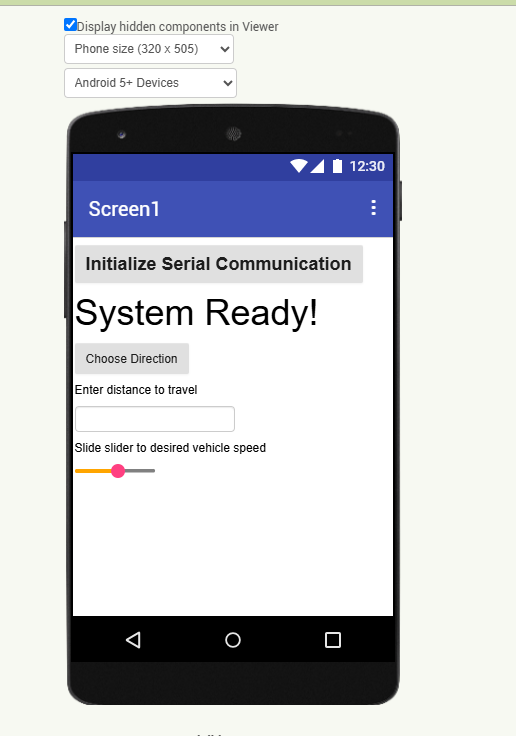 Display hidden components in Viewer
Phone size (320 x 505)
Android 5+ Devices
12:30
Screen1
Initialize Serial Communication
System Ready!
Choose Direction
Enter distance to travel
Slide slider to desired vehicle speed